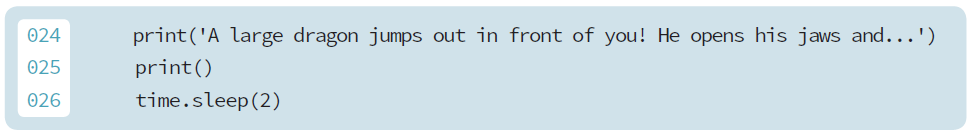 024 print('A large dragon jumps out in front of you! He opens his jaws and...')
025 print()
026 time.sleep(2)